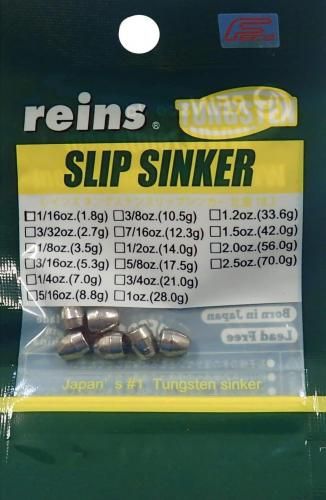 reins®
SLIP SINKER
1/16oz.(1.8g) 3/8oz.(10.5g) 1.2oz.(33.6g)
3/32oz.(2.7g) 7/16oz.(12.3g) 1.5oz.(42.0g)
1/8oz.(3.5g) 1/2oz.(14.0g) 2.0oz.(56.0g)
3/16oz.(5.3g) 5/8oz.(17.5g) 2.5oz.(70.0g)
1/4oz.(7.0g) 3/4oz.(21.0g)
5/16oz.(8.8g) 1oz.(28.0g)
Born in Japan
Lead Free
Japan's #1 Tungsten sinker